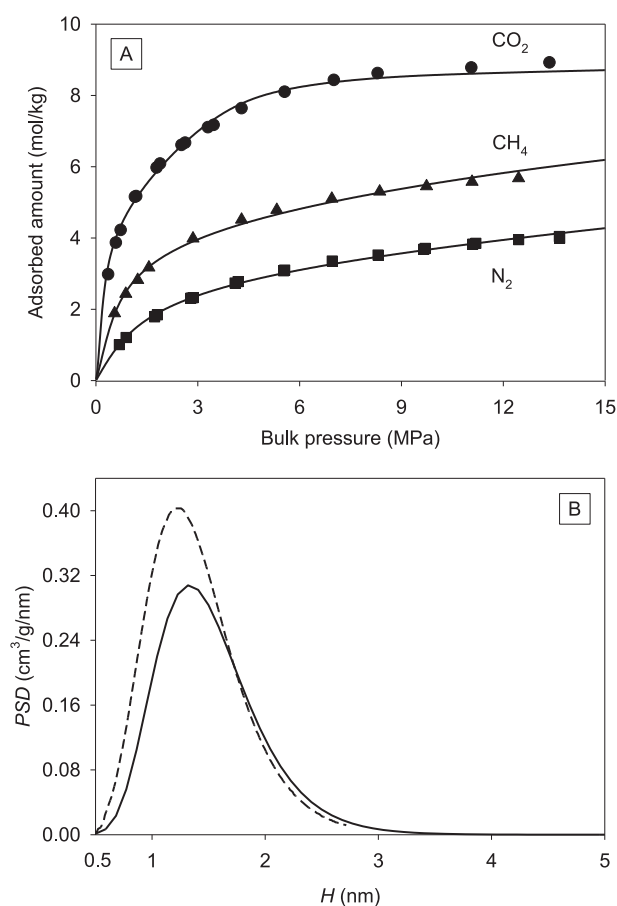 A
CO₂
CH₄
N₂
Adsorbed amount (mol/kg)
10
8
6
4
2
0
0 3 6 9 12 15
Bulk pressure (MPa)
B
PSD (cm³/g/nm)
0.40
0.32
0.24
0.16
0.08
0.00
0.5 1 2 3 4 5
H (nm)